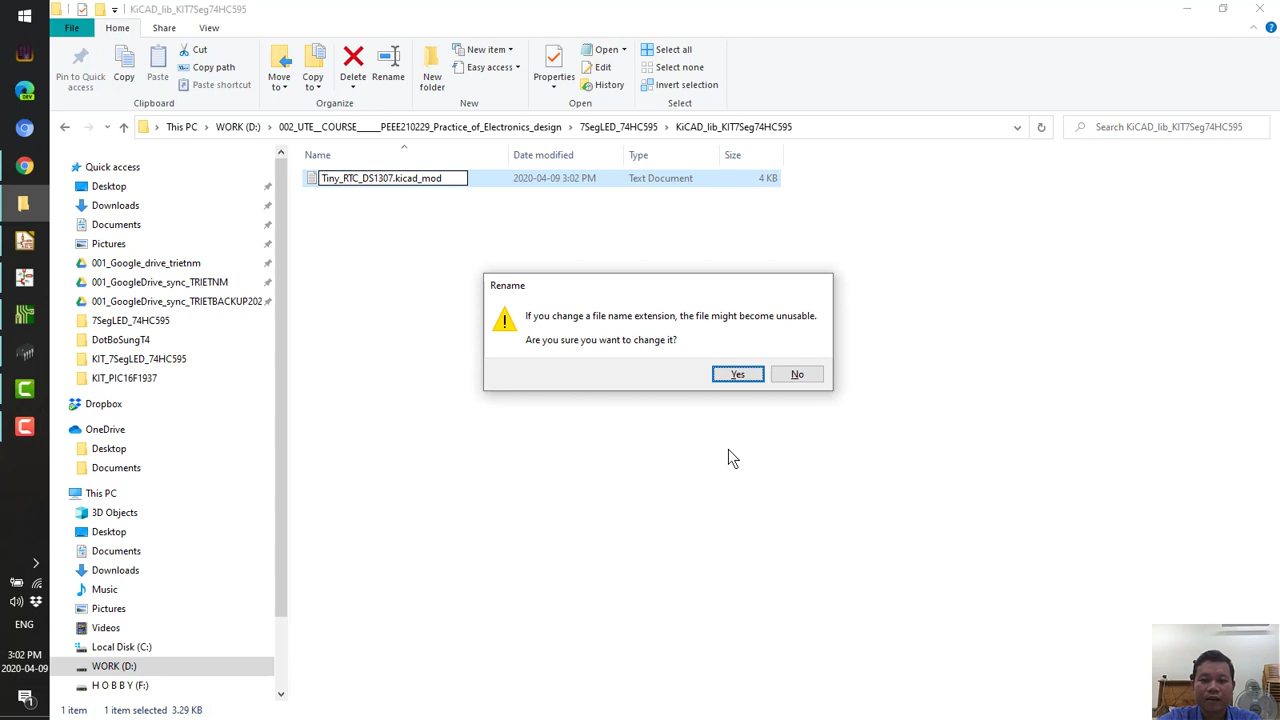 KiCAD_lib_KIT7Seg74HC595
File Home Share View
Pin to Quick access
Copy
Paste
Cut
Copy path
Paste shortcut
Move to
Copy to
Delete
Rename
New folder
New item
Easy access
Properties
Open
Edit
History
Select all
Select none
Invert selection
Clipboard Organize New Open Select
This PC WORK (D:) 002_UTE__COURSE_____PEEE210229_Practice_of_Electronics_design 7SegLED_74HC595 KiCAD_lib_KIT7Seg74HC595
Search KiCAD_lib_KIT7Seg74HC595
Name Date modified Type Size
Tiny_RTC_DS1307.kicad_mod 2020-04-09 3:02 PM Text Document 4 KB
Quick access
Desktop
Downloads
Documents
Pictures
001_Google_drive_trietnm
001_GoogleDrive_sync_TRIETNM
001_GoogleDrive_sync_TRIETBACKUP202
7SegLED_74HC595
DotBoSungT4
KIT_7SegLED_74HC595
KIT_PIC16F1937
Dropbox
OneDrive
Desktop
Documents
This PC
3D Objects
Desktop
Documents
Downloads
Music
Pictures
Videos
Local Disk (C:)
WORK (D:)
H O B B Y (F:)
Rename
If you change a file name extension, the file might become unusable.
Are you sure you want to change it?
Yes No
DEV
ENG
3:02 PM
2020-04-09
1
1 item 1 item selected 3.29 KB